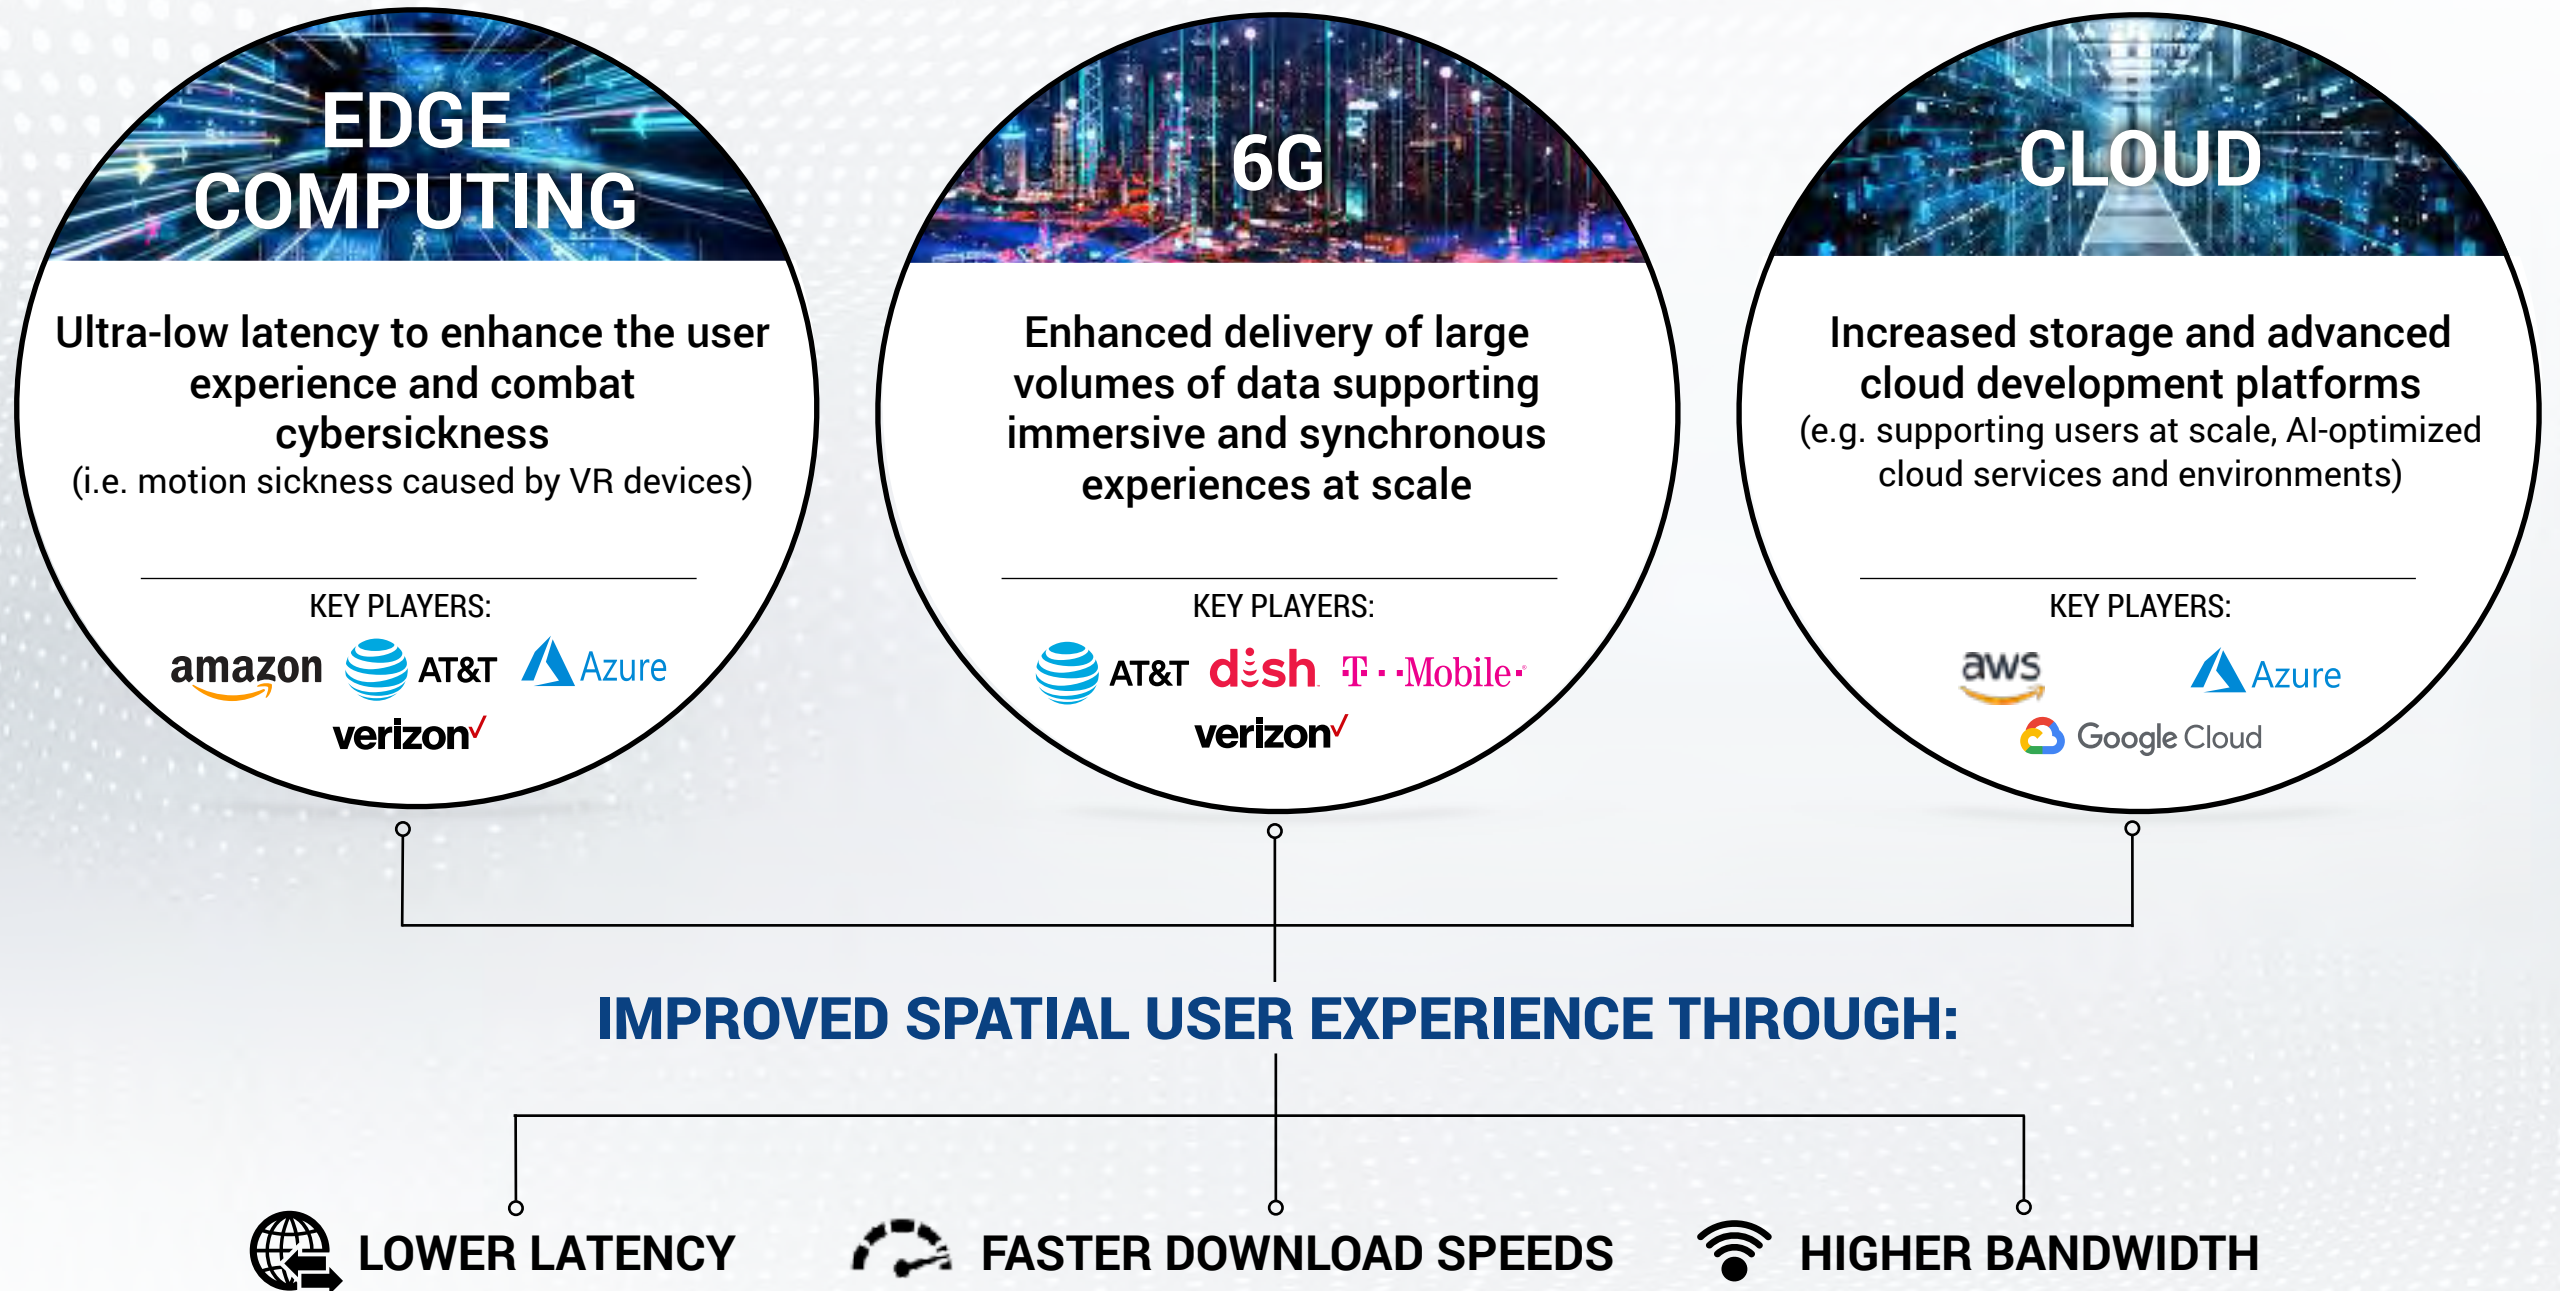 EDGE
COMPUTING
Ultra-low latency to enhance the user
experience and combat
cybersickness
(i.e. motion sickness caused by VR devices)
KEY PLAYERS:
amazon AT&T Azure
verizon
6G
Enhanced delivery of large
volumes of data supporting
immersive and synchronous
experiences at scale
KEY PLAYERS:
AT&T dish T-Mobile
verizon
CLOUD
Increased storage and advanced
cloud development platforms
(e.g. supporting users at scale, AI-optimized
cloud services and environments)
KEY PLAYERS:
aws Azure
Google Cloud
IMPROVED SPATIAL USER EXPERIENCE THROUGH:
LOWER LATENCY
FASTER DOWNLOAD SPEEDS
HIGHER BANDWIDTH